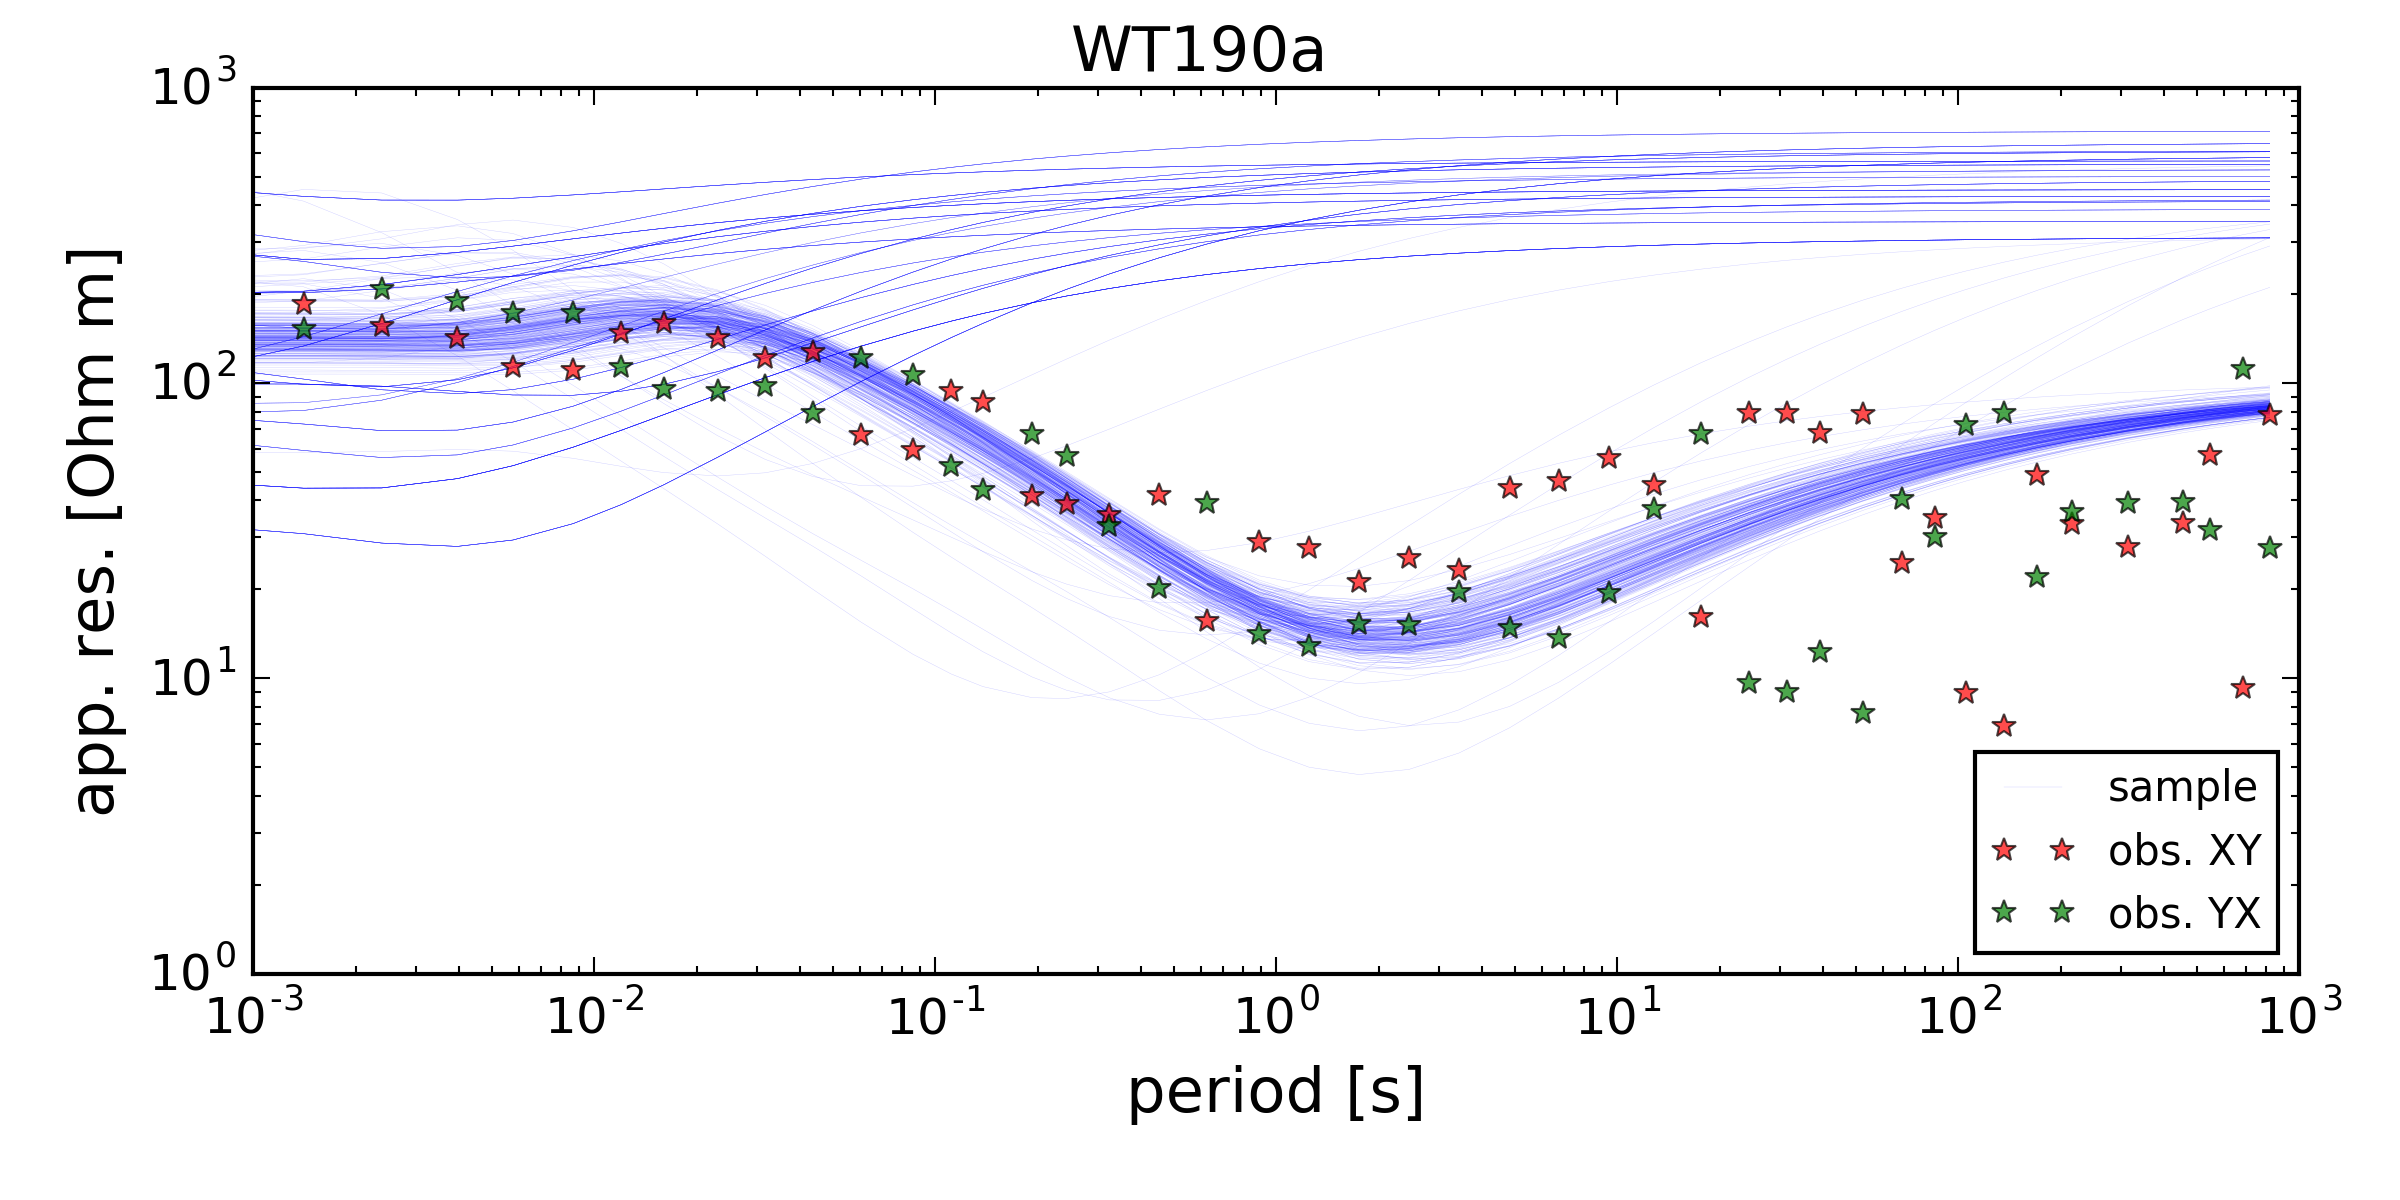 WT190a
app. res. [Ohm m]
10^3
10^2
10^1
10^0
10^-3 10^-2 10^-1 10^0 10^1 10^2 10^3
period [s]
sample
obs. XY
obs. YX